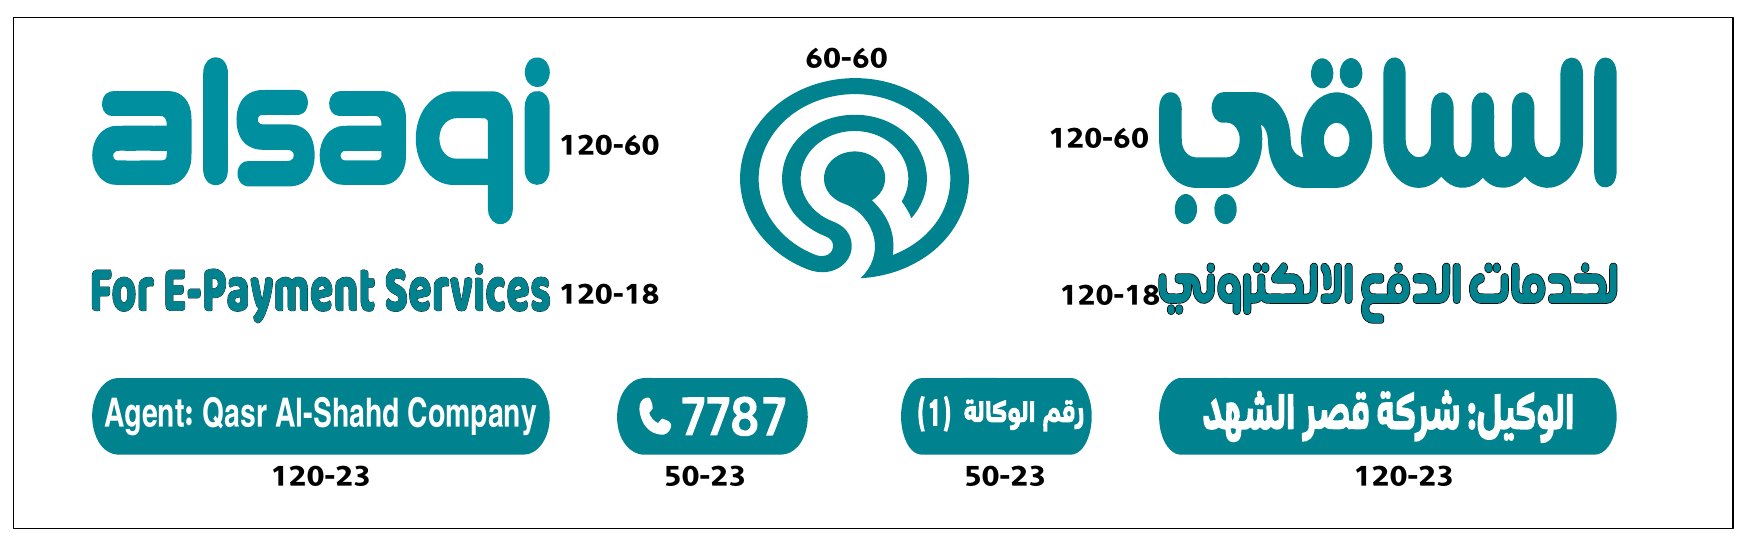 60-60
alsaqi
120-60
120-60
الساقي
For E-Payment Services
120-18
120-18
لخدمات الدفع الالكتروني
Agent: Qasr Al-Shahd Company
7787
رقم الوكالة (1)
الوكيل: شركة قصر الشهد
120-23
50-23
50-23
120-23